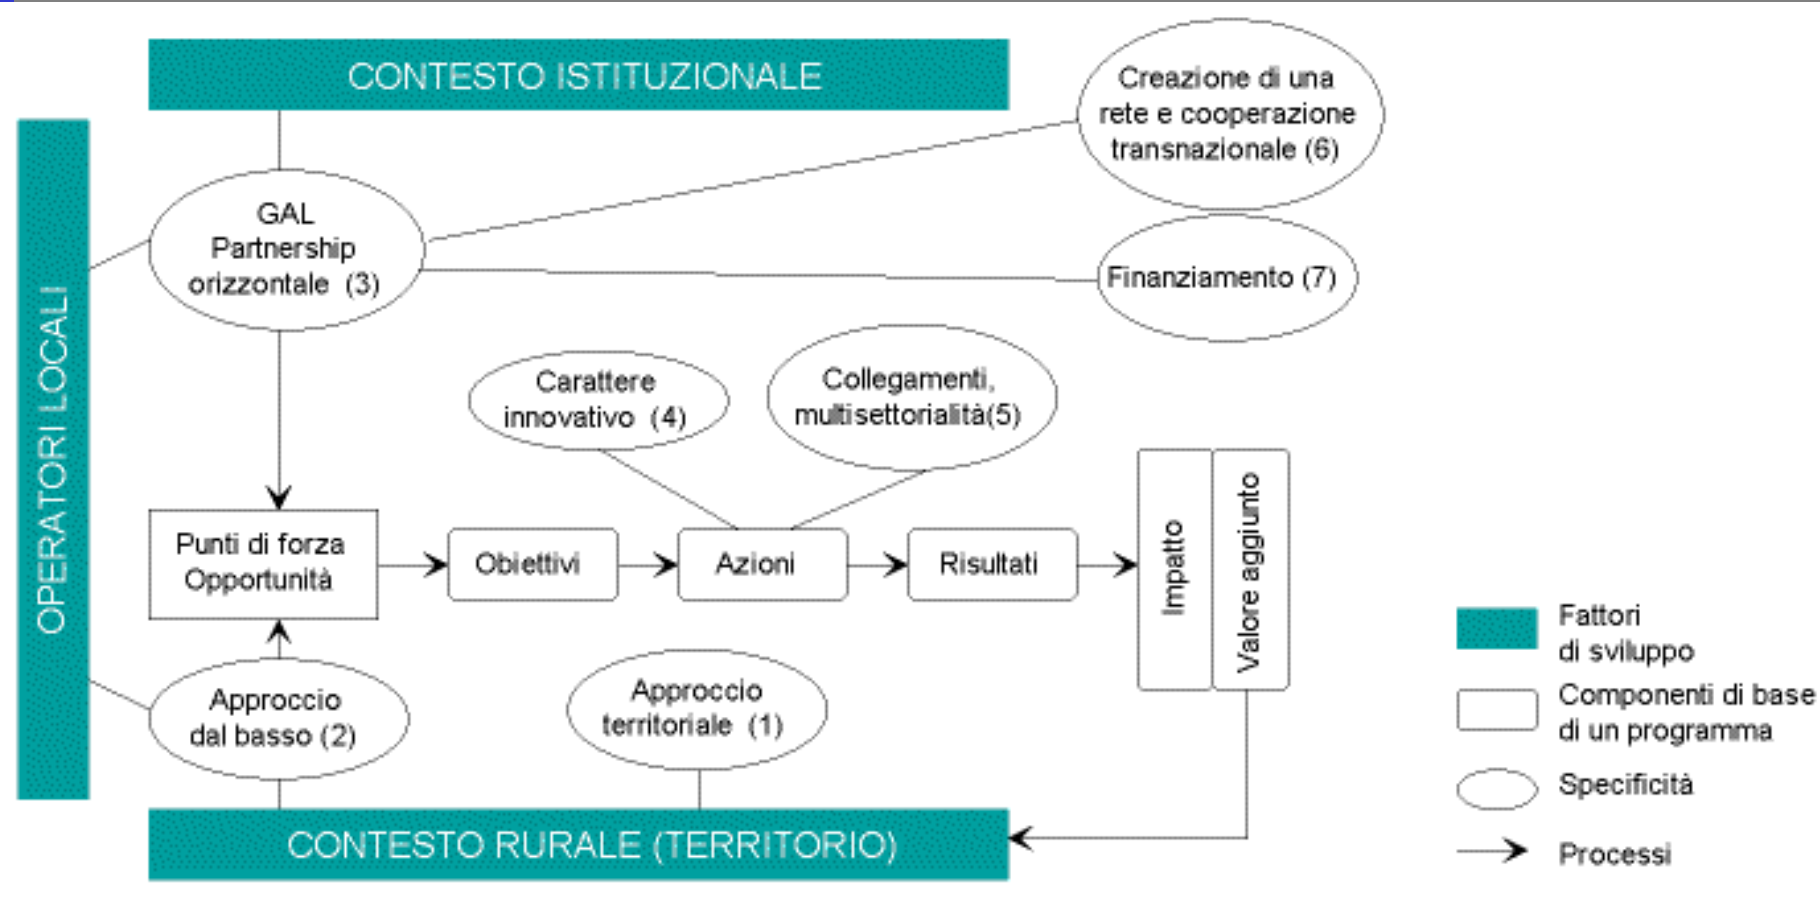 CONTESTO ISTITUZIONALE
Creazione di una
rete e cooperazione
transnazionale (6)
GAL
Partnership
orizzontale (3)
Finanziamento (7)
OPERATORI LOCALI
Carattere
innovativo (4)
Collegamenti,
multisettorialità(5)
Punti di forza
Opportunità
Obiettivi
Azioni
Risultati
Impatto
Valore aggiunto
Approccio
dal basso (2)
Approccio
territoriale (1)
CONTESTO RURALE (TERRITORIO)
Fattori
di sviluppo
Componenti di base
di un programma
Specificità
Processi